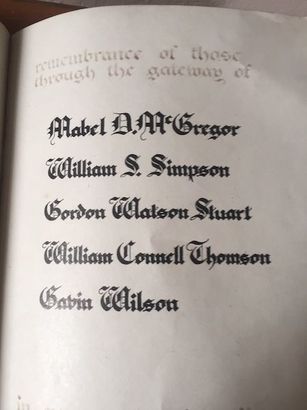 remembrance of those
through the gateway of
Mabel D. McGregor
William S. Simpson
Gordon Watson Stuart
William Connell Thomson
Gavin Wilson
in